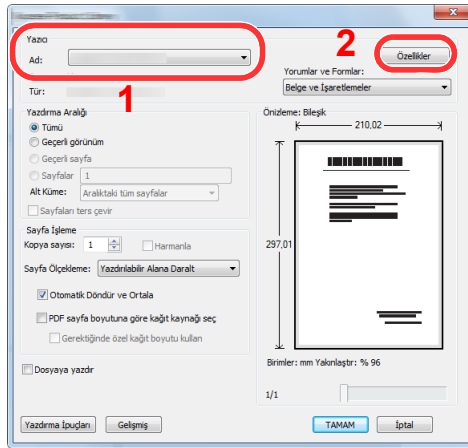 Yazıcı
Ad:
2
Özellikler
Yorumlar ve Formlar:
Belge ve İşaretlemeler
Tür:
1
Yazdırma Aralığı
Tümü
Geçerli görünüm
Geçerli sayfa
Sayfalar 1
Alt Küme: Aralıktaki tüm sayfalar
Sayfaları ters çevir
Önizleme: Bileşik
210,02
297,01
Sayfa İşleme
Kopya sayısı: 1 Harmanla
Sayfa Ölçekleme: Yazdırılabilir Alana Daralt
Otomatik Döndür ve Ortala
PDF sayfa boyutuna göre kağıt kaynağı seç
Gerektiğinde özel kağıt boyutu kullan
Dosyaya yazdır
Birimler: mm Yakınlaştır: % 96
1/1
Yazdırma İpuçları Gelişmiş TAMAM İptal